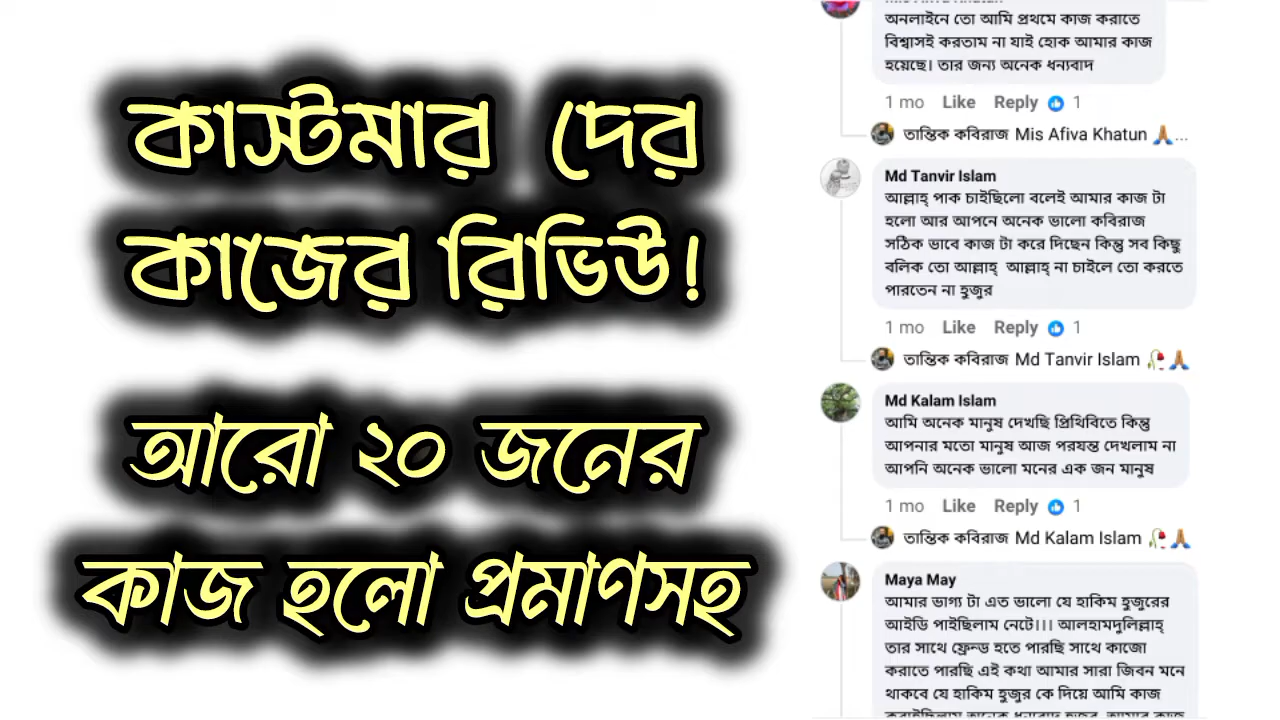 কাস্টমার দের
কাজের রিভিউ!
আরো ২০ জনের
কাজ হলো প্রমাণসহ
অনলাইনে তো আমি প্রথমে কাজ করাতে
বিশ্বাসই করতাম না যাই হোক আমার কাজ
হয়েছে। তার জন্য অনেক ধন্যবাদ
1 mo Like Reply 1
তান্তিক কবিরাজ Mis Afiva Khatun 🙏...
Md Tanvir Islam
আল্লাহ্ পাক চাইছিলো বলেই আমার কাজ টা
হলো আর আপনে অনেক ভালো কবিরাজ
সঠিক ভাবে কাজ টা করে দিছেন কিন্তু সব কিছু
বলিক তো আল্লাহ্ আল্লাহ্ না চাইলে তো করতে
পারতেন না হুজুর
1 mo Like Reply 1
তান্তিক কবিরাজ Md Tanvir Islam 🥀🙏
Md Kalam Islam
আমি অনেক মানুষ দেখছি প্রিথিবিতে কিন্তু
আপনার মতো মানুষ আজ পরযন্ত দেখলাম না
আপনি অনেক ভালো মনের এক জন মানুষ
1 mo Like Reply 1
তান্তিক কবিরাজ Md Kalam Islam 🥀🙏
Maya May
আমার ভাগ্য টা এত ভালো যে হাকিম হুজুরের
আইডি পাইছিলাম নেটে।।। আলহামদুলিল্লাহ্
তার সাথে ফ্রেন্ড হতে পারছি সাথে কাজো
করাতে পারছি এই কথা আমার সারা জিবন মনে
থাকবে যে হাকিম হুজুর কে দিয়ে আমি কাজ